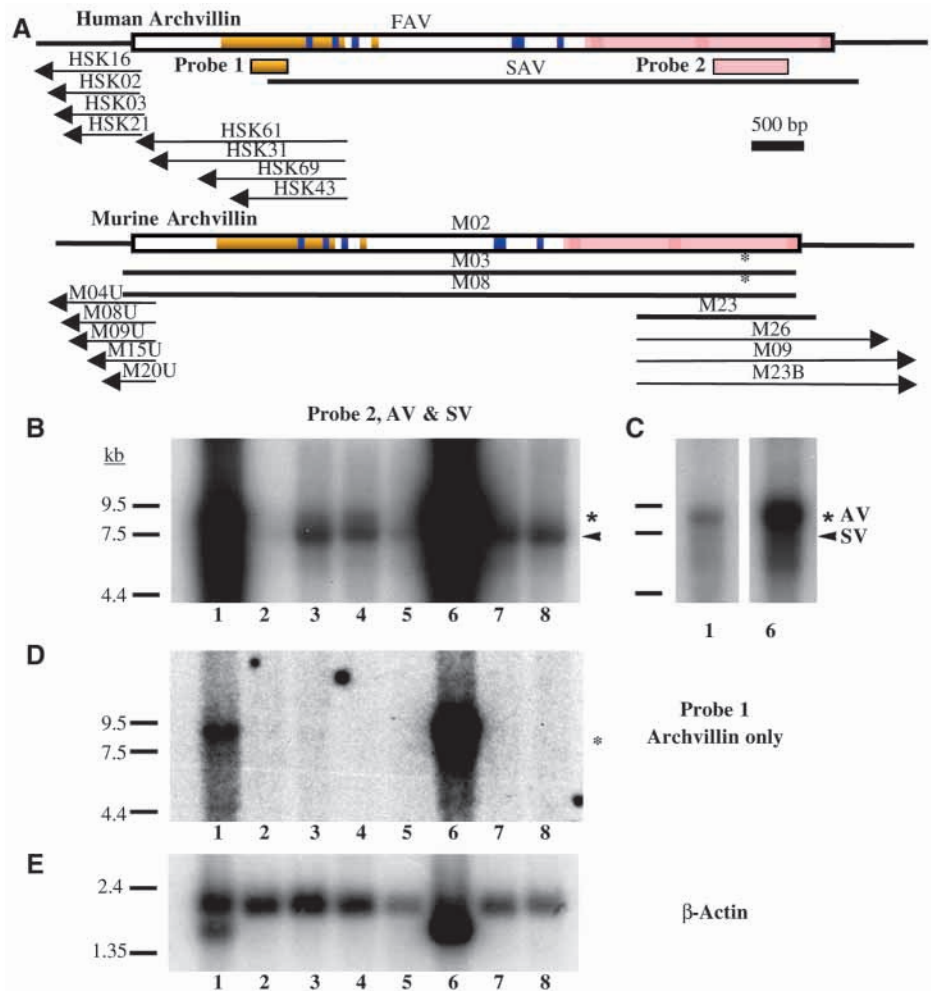 A
Human Archvillin
FAV
Probe 1
SAV
Probe 2
HSK16
HSK02
HSK03
HSK21
500 bp
HSK61
HSK31
HSK69
HSK43
Murine Archvillin
M02
M03
*
M08
*
M04U
M08U
M09U
M15U
M20U
M23
M26
M09
M23B
Probe 2, AV & SV
B
kb
9.5
7.5
4.4
*
1 2 3 4 5 6 7 8
C
* AV
SV
1 6
D
9.5
7.5
4.4
*
Probe 1
Archvillin only
1 2 3 4 5 6 7 8
E
2.4
1.35
β-Actin
1 2 3 4 5 6 7 8